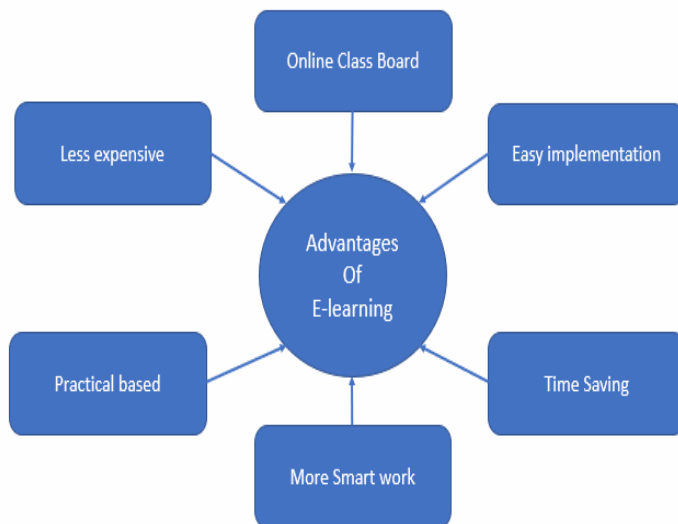 Online Class Board
Less expensive
Easy implementation
Advantages
Of
E-learning
Practical based
Time Saving
More Smart work